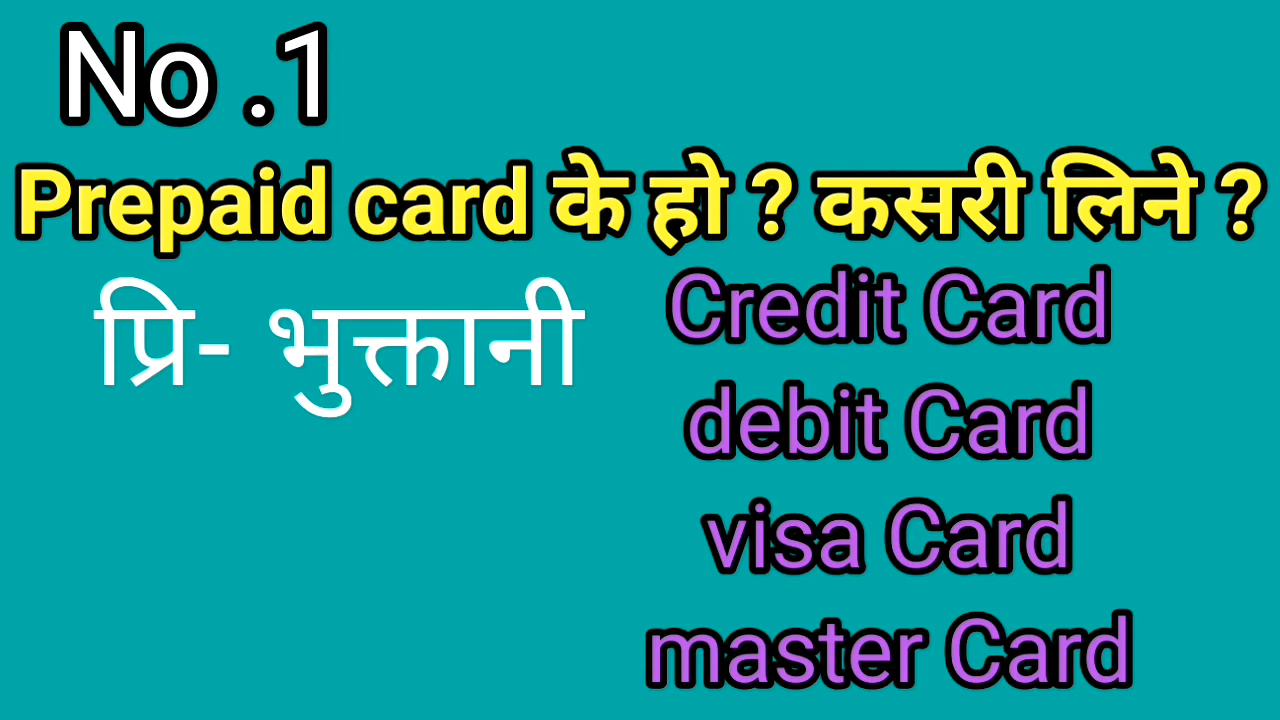 No .1
Prepaid card के हो ? कसरी लिने ?
प्रि- भुक्तानी
Credit Card
debit Card
visa Card
master Card